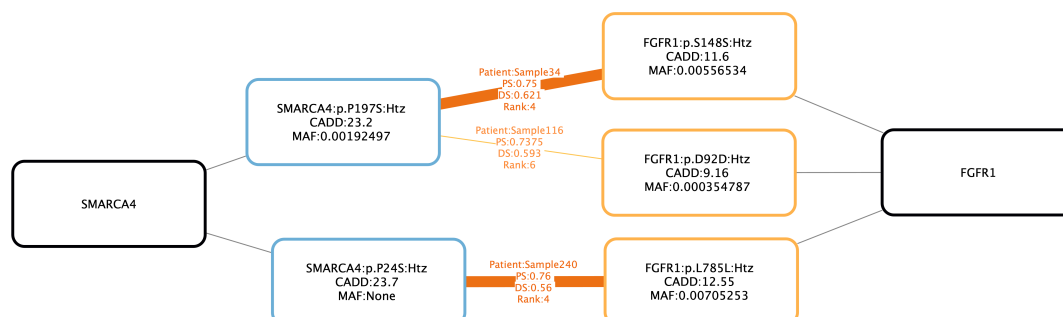 SMARCA4
SMARCA4:p.P197S:Htz
CADD:23.2
MAF:0.00192497
SMARCA4:p.P24S:Htz
CADD:23.7
MAF:None
Patient:Sample34
PS:0.75
DS:0.621
Rank:4
Patient:Sample116
PS:0.7375
DS:0.593
Rank:6
Patient:Sample240
PS:0.76
DS:0.56
Rank:4
FGFR1:p.S148S:Htz
CADD:11.6
MAF:0.00556534
FGFR1:p.D92D:Htz
CADD:9.16
MAF:0.000354787
FGFR1:p.L785L:Htz
CADD:12.55
MAF:0.00705253
FGFR1